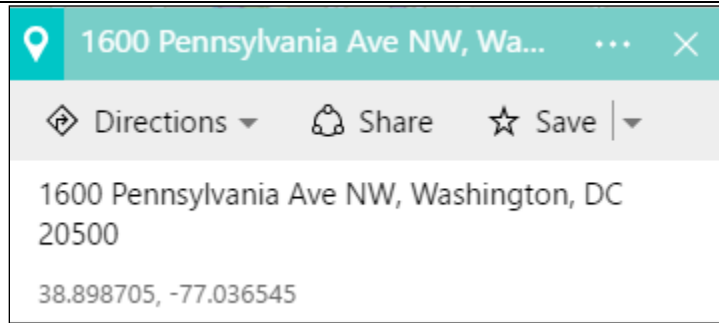 1600 Pennsylvania Ave NW, Wa...
Directions Share Save
1600 Pennsylvania Ave NW, Washington, DC
20500
38.898705, -77.036545